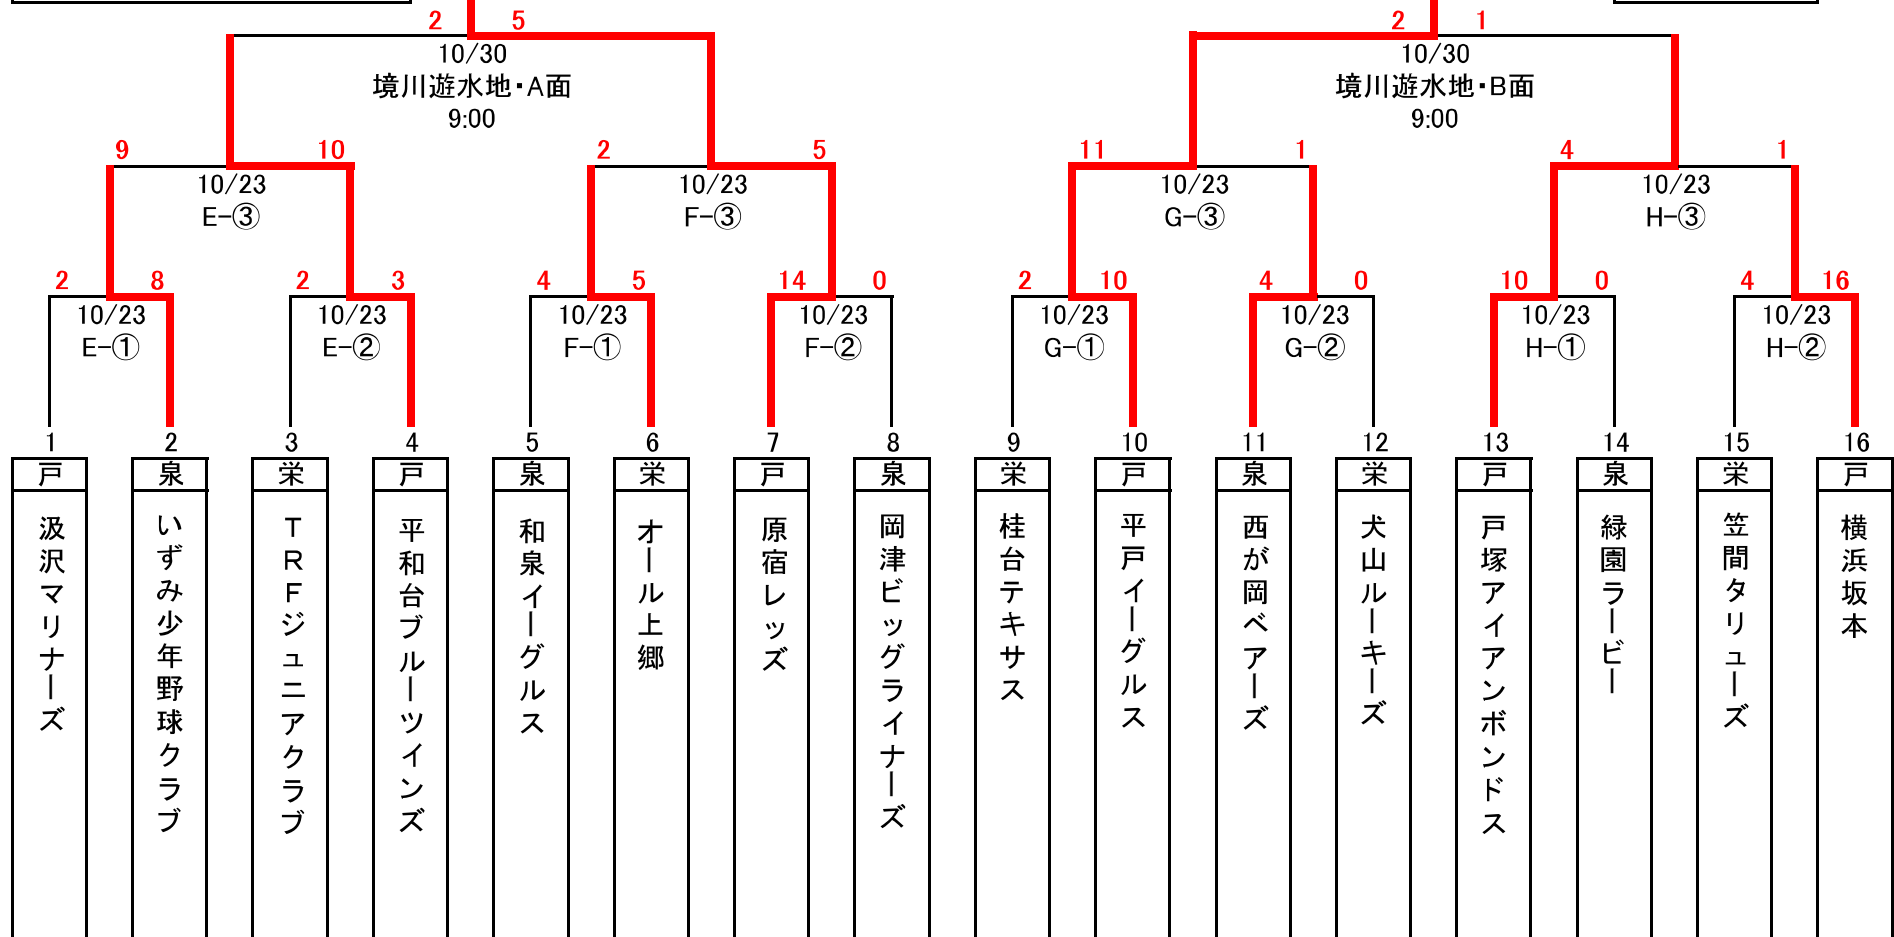 2 5 2 1
10/30 10/30
境川遊水地・A面 境川遊水地・B面
9:00 9:00
9 10 2 5 11 1 4 1
10/23 10/23 10/23 10/23
E-③ F-③ G-③ H-③
2 8 2 3 4 5 14 0 2 10 4 0 10 0 4 16
10/23 10/23 10/23 10/23 10/23 10/23 10/23 10/23
E-① E-② F-① F-② G-① G-② H-① H-②
1 2 3 4 5 6 7 8 9 10 11 12 13 14 15 16
戸 泉 栄 戸 泉 栄 戸 泉 栄 戸 泉 栄 戸 泉 栄 戸
汲沢マリナーズ
いずみ少年野球クラブ
TRFジュニアクラブ
平和台ブルーツインズ
和泉イーグルス
オール上郷
原宿レッズ
岡津ビッグライナーズ
桂台テキサス
平戸イーグルス
西が岡ベアーズ
犬山ルーキーズ
戸塚アイアンボンドス
緑園ラービー
笠間タリューズ
横浜坂本